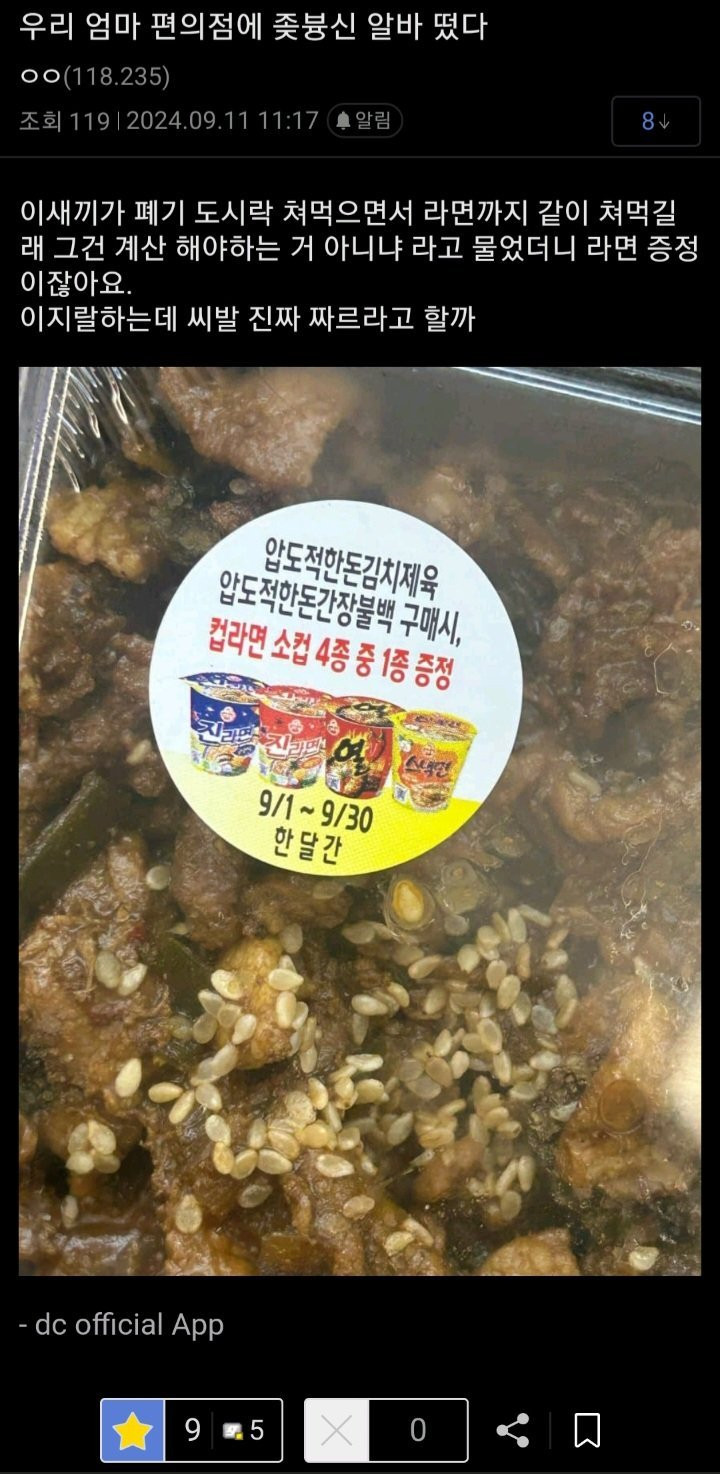 우리 엄마 편의점에 좆븅신 알바 떴다
ㅇㅇ(118.235)
조회 119 | 2024.09.11 11:17 알림
8↓
이새끼가 폐기 도시락 쳐먹으면서 라면까지 같이 쳐먹길
래 그건 계산 해야하는 거 아니냐 라고 물었더니 라면 증정
이잖아요.
이지랄하는데 씨발 진짜 짜르라고 할까
압도적한돈김치제육
압도적한돈간장불백 구매시,
컵라면 소컵 4종 중 1종 증정
진라면
진라면
열
스낵면
9/1 ~ 9/30
한 달 간
- dc official App
9 5
0